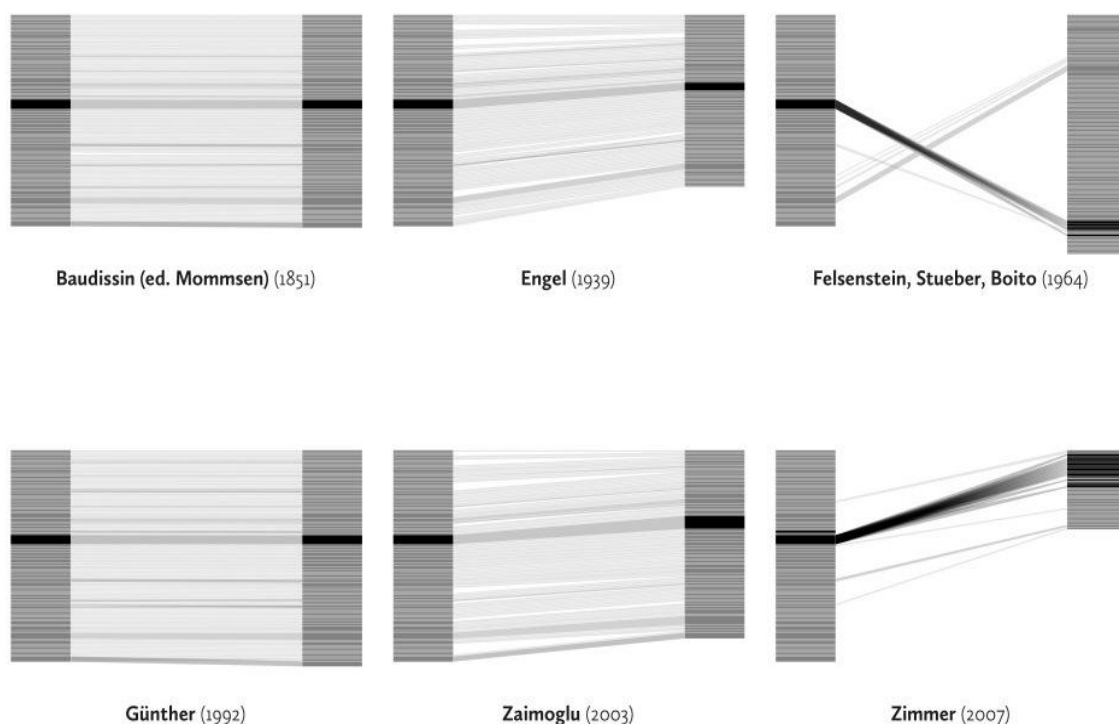 Baudissin (ed. Mommsen) (1851)
Engel (1939)
Felsenstein, Stueber, Boito (1964)
Günther (1992)
Zaimoglu (2003)
Zimmer (2007)